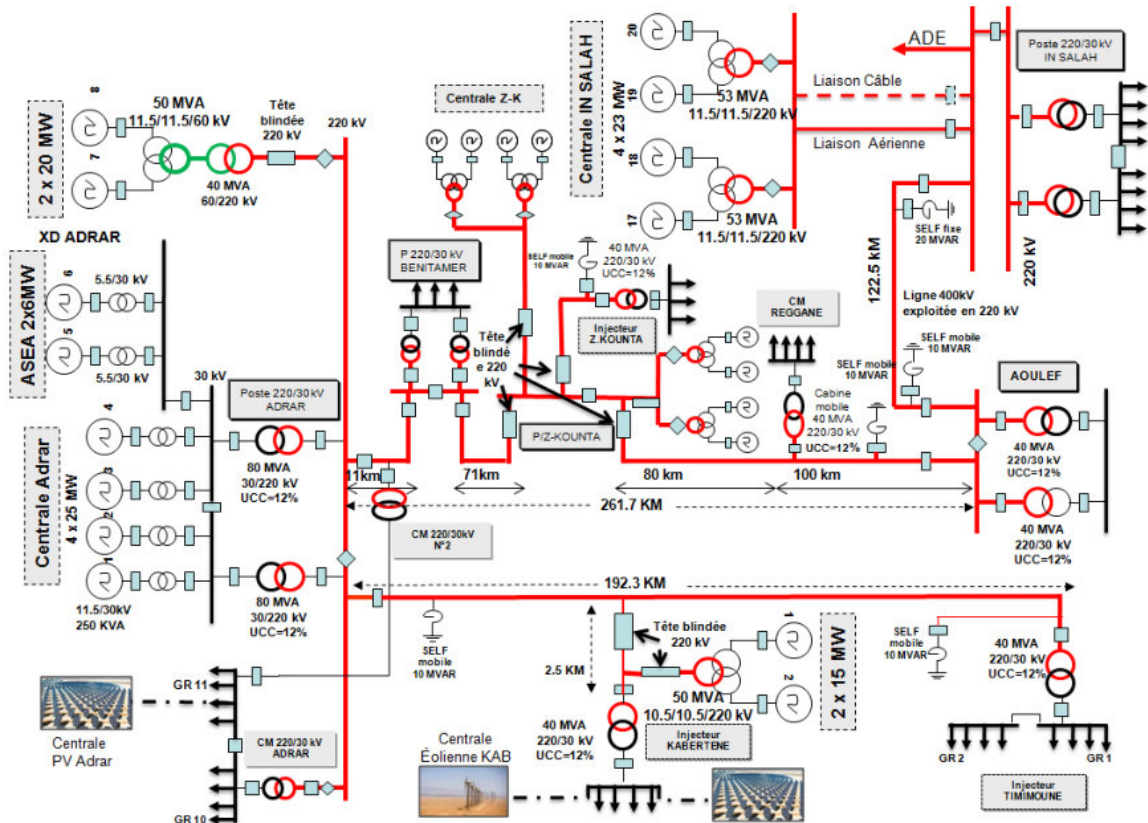 8
7
2 x 20 MW
50 MVA
11.5/11.5/60 kV
Tête
blindée
220 kV
220 kV
40 MVA
60/220 kV
XD ADRAR
ASEA 2x6MW
6
5.5/30 kV
5
5.5/30 kV
30 kV
Centrale Adrar
4 x 25 MW
4
3
2
1
11.5/30kV
250 KVA
Poste 220/30 kV
ADRAR
80 MVA
30/220 kV
UCC=12%
80 MVA
30/220 kV
UCC=12%
Centrale Z-K
P 220/30 kV
BENITAMER
SELF mobile
10 MVAR
40 MVA
220/30 kV
UCC=12%
Injecteur
Z.KOUNTA
Tête
blindé
e 220
kV
P/Z-KOUNTA
Centrale IN SALAH
4 x 23 MW
20
19
18
17
53 MVA
11.5/11.5/220 kV
53 MVA
11.5/11.5/220 kV
ADE
Liaison Câble
Liaison Aérienne
Poste 220/30 kV
IN SALAH
SELF fixe
20 MVAR
220 kV
122.5 KM
Ligne 400kV
exploitée en 220 kV
CM
REGGANE
Cabine
mobile
40 MVA
220/30 kV
UCC=12%
SELF mobile
10 MVAR
SELF mobile
10 MVAR
AOULEF
40 MVA
220/30 kV
UCC=12%
40 MVA
220/30 kV
UCC=12%
11km
71km
80 km
100 km
261.7 KM
CM 220/30kV
N°2
192.3 KM
SELF
mobile
10 MVAR
2.5 KM
Tête blindée
220 kV
1
2
2 x 15 MW
50 MVA
10.5/10.5/220 kV
40 MVA
220/30 kV
UCC=12%
Injecteur
KABERTENE
SELF
mobile
10 MVAR
40 MVA
220/30 kV
UCC=12%
GR 2
GR 1
Injecteur
TIMIMOUNE
GR 11
Centrale
PV Adrar
CM 220/30 kV
ADRAR
GR 10
Centrale
Éolienne KAB